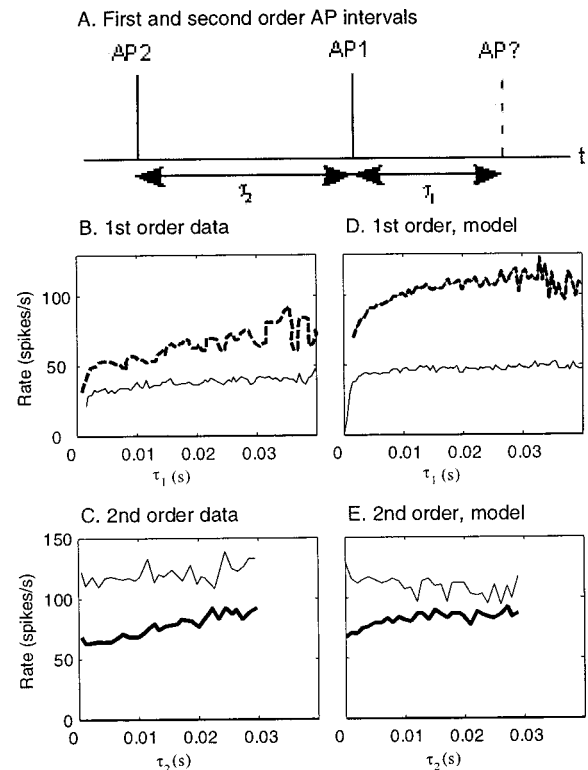 A. First and second order AP intervals
AP2 AP1 AP?
t
τ2 τ1
B. 1st order data
D. 1st order, model
Rate (spikes/s)
100
50
0
0 0.01 0.02 0.03
τ1(s)
0 0.01 0.02 0.03
τ1(s)
C. 2nd order data
E. 2nd order, model
Rate (spikes/s)
150
100
50
0
0 0.01 0.02 0.03
τ2(s)
0 0.01 0.02 0.03
τ2(s)